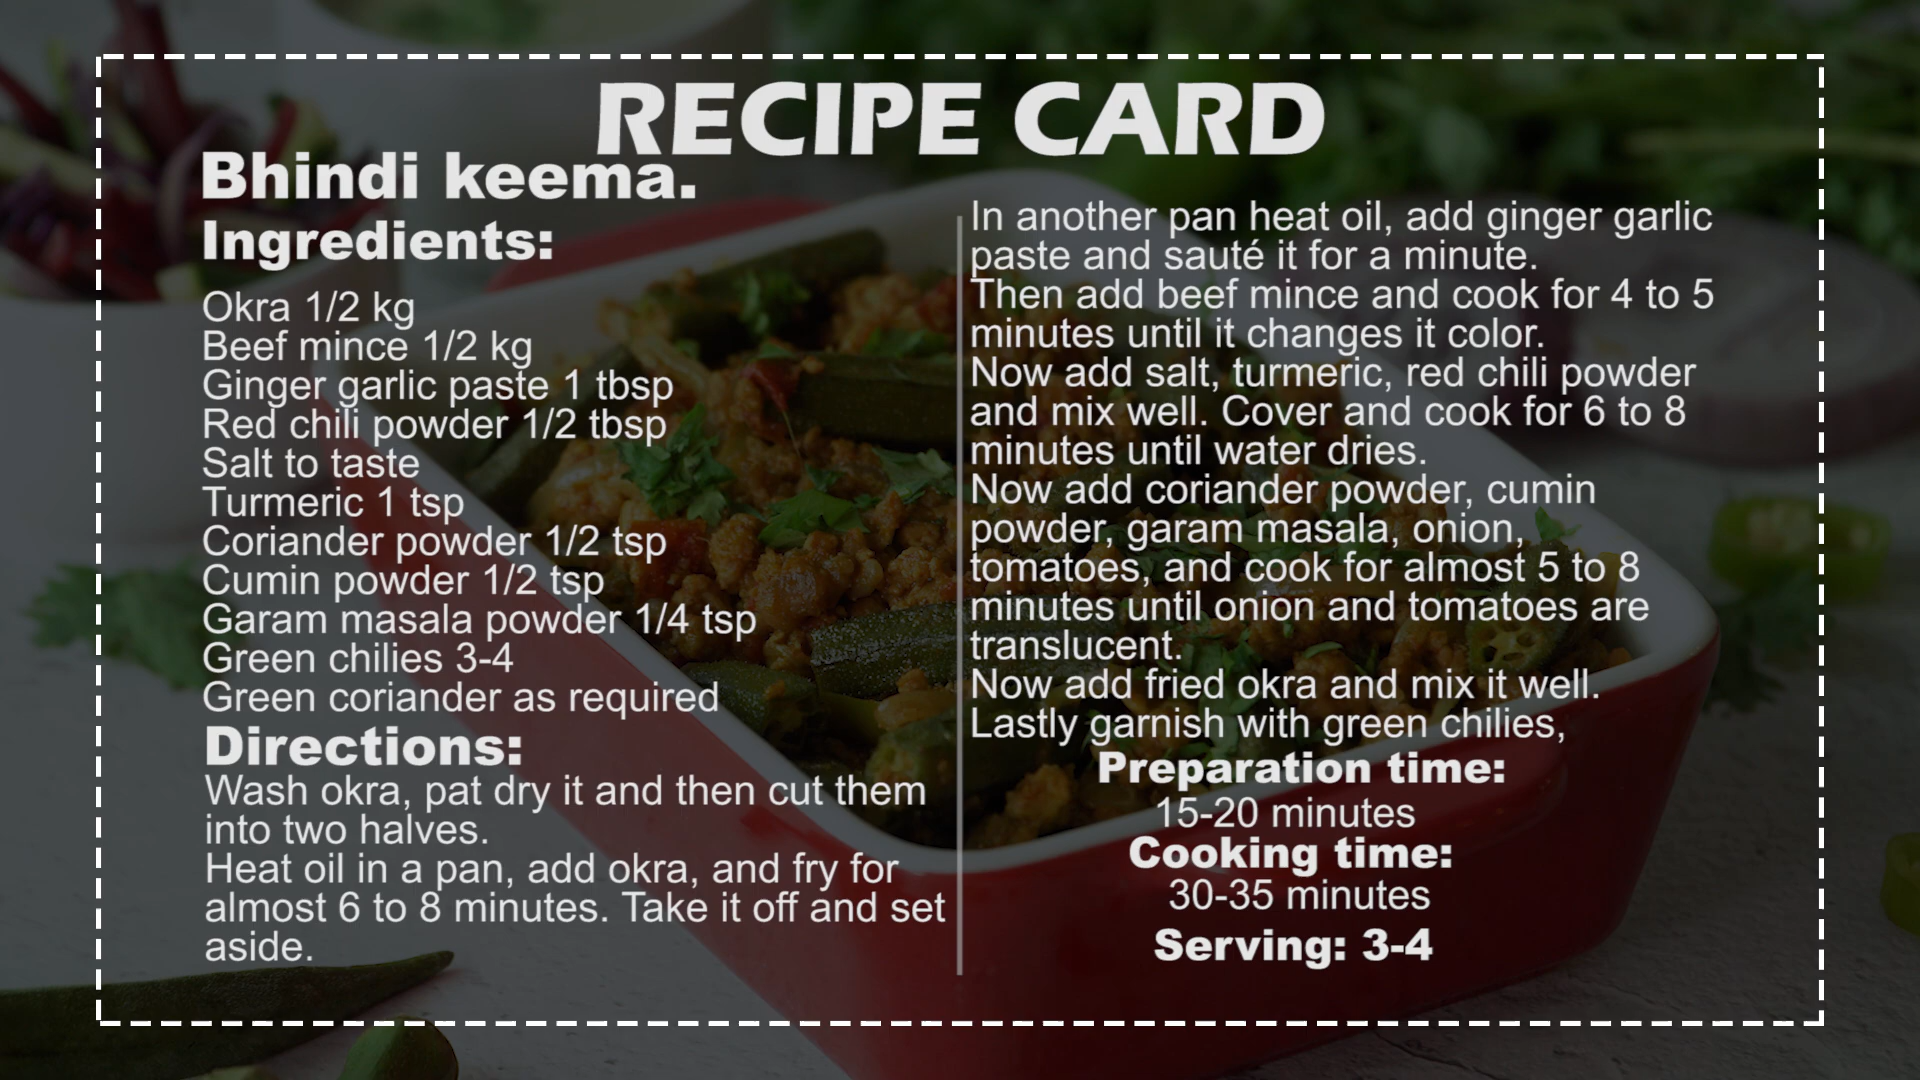 RECIPE CARD
Bhindi keema.
Ingredients:
Okra 1/2 kg
Beef mince 1/2 kg
Ginger garlic paste 1 tbsp
Red chili powder 1/2 tbsp
Salt to taste
Turmeric 1 tsp
Coriander powder 1/2 tsp
Cumin powder 1/2 tsp
Garam masala powder 1/4 tsp
Green chilies 3-4
Green coriander as required
Directions:
Wash okra, pat dry it and then cut them
into two halves.
Heat oil in a pan, add okra, and fry for
almost 6 to 8 minutes. Take it off and set
aside.
In another pan heat oil, add ginger garlic
paste and sauté it for a minute.
Then add beef mince and cook for 4 to 5
minutes until it changes it color.
Now add salt, turmeric, red chili powder
and mix well. Cover and cook for 6 to 8
minutes until water dries.
Now add coriander powder, cumin
powder, garam masala, onion,
tomatoes, and cook for almost 5 to 8
minutes until onion and tomatoes are
translucent.
Now add fried okra and mix it well.
Lastly garnish with green chilies,
Preparation time:
15-20 minutes
Cooking time:
30-35 minutes
Serving: 3-4